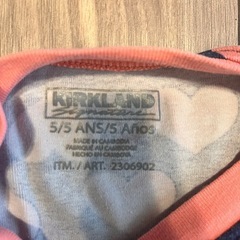 KIRKLAND
Signature
5/5 ANS/5 Años
MADE IN CAMBODIA
FABRIQUÉ AU CAMBODGE
HECHO EN CAMBOYA
ITM. / ART. 2306902